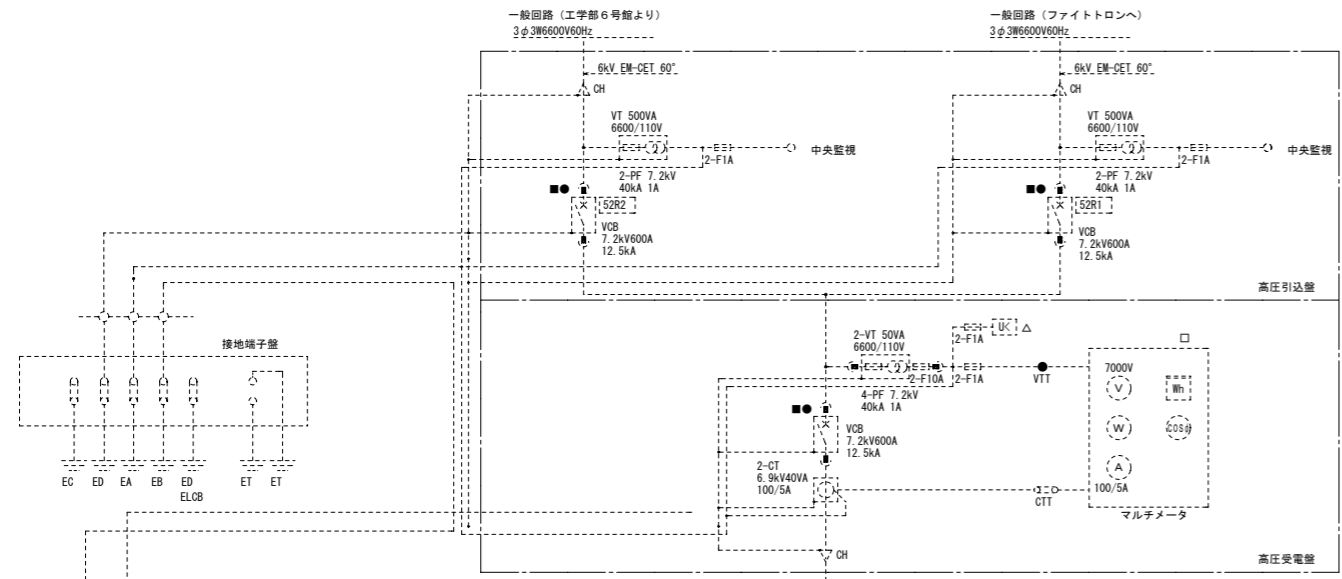 一般回路（工学部６号館より）
3φ3W6600V60Hz
一般回路（ファイトトロンへ）
3φ3W6600V60Hz
6kV EM-CET 60°
CH
6kV EM-CET 60°
CH
VT 500VA
6600/110V
2-F1A
中央監視
VT 500VA
6600/110V
2-F1A
中央監視
2-PF 7.2kV
40kA 1A
2-PF 7.2kV
40kA 1A
■●
52R2
VCB
7.2kV600A
12.5kA
■●
52R1
VCB
7.2kV600A
12.5kA
高圧引込盤
接地端子盤
EC
ED
EA
EB
ED
ELCB
ET
ET
2-VT 50VA
6600/110V
2-F10A
2-F1A
U<
△
2-F1A
VTT
4-PF 7.2kV
40kA 1A
■●
VCB
7.2kV600A
12.5kA
2-CT
6.9kV40VA
100/5A
CH
CTT
□
7000V
V
Wh
W
COSφ
A
100/5A
マルチメータ
高圧受電盤